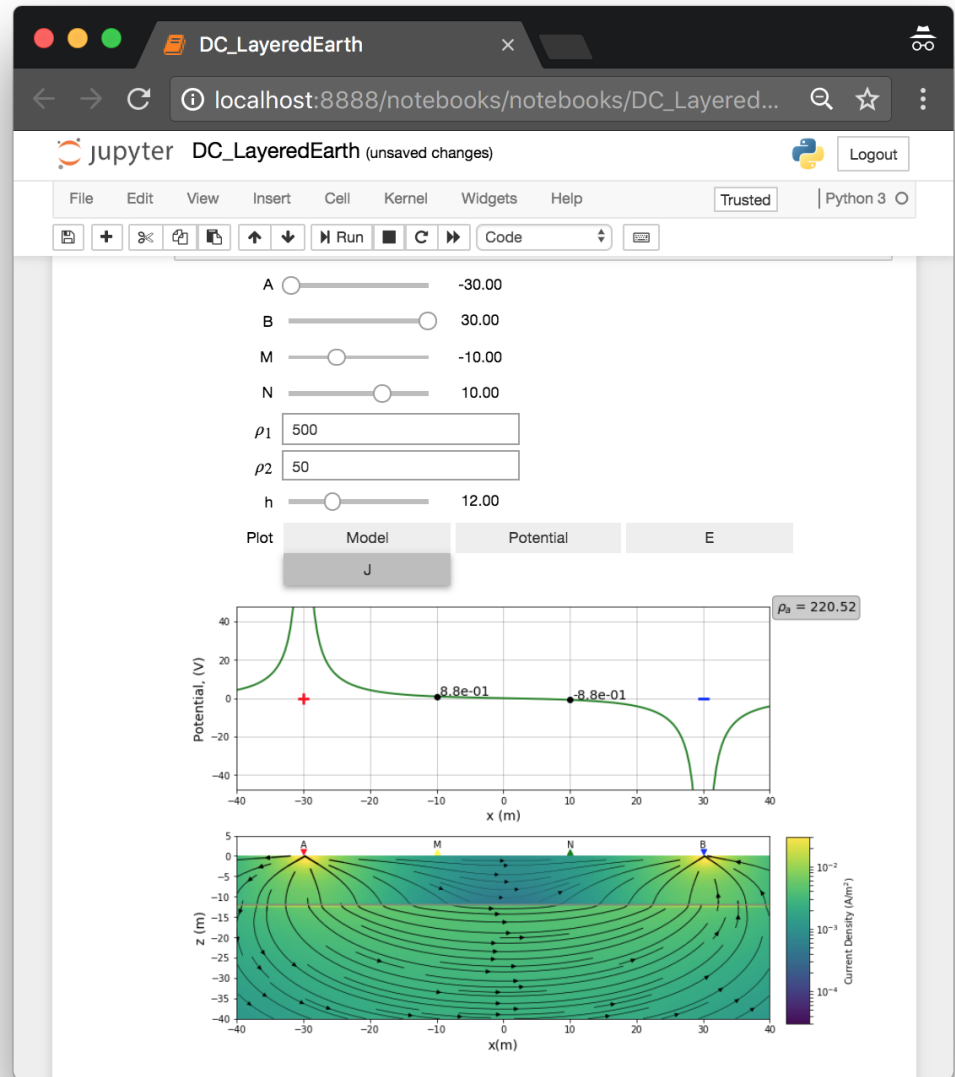 DC_LayeredEarth ×
localhost:8888/notebooks/notebooks/DC_Layered...
jupyter DC_LayeredEarth (unsaved changes) Logout
File Edit View Insert Cell Kernel Widgets Help Trusted Python 3
Run Code
A -30.00
B 30.00
M -10.00
N 10.00
ρ1 500
ρ2 50
h 12.00
Plot Model Potential E
J
ρa = 220.52
Potential, (V)
40
20
0
−20
−40
+
8.8e-01
-8.8e-01
−
−40 −30 −20 −10 0 10 20 30 40
x (m)
A M N B
z (m)
5
0
−5
−10
−15
−20
−25
−30
−35
−40
−40 −30 −20 −10 0 10 20 30 40
x(m)
10⁻²
10⁻³
10⁻⁴
Current Density (A/m²)